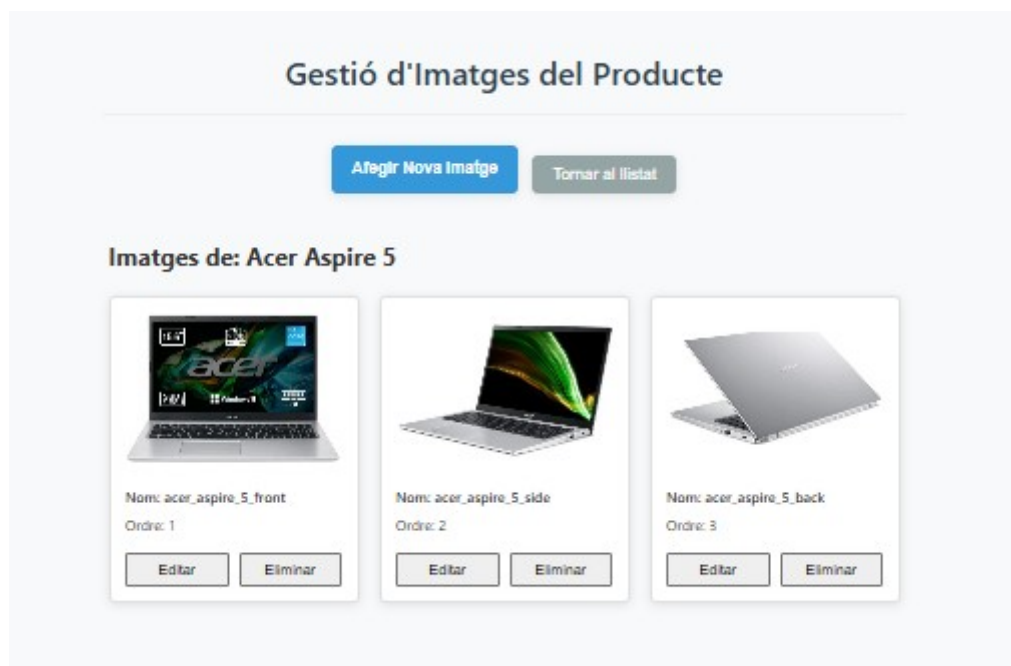 Gestió d'Imatges del Producte
Afegir Nova Imatge
Tornar al llistat
Imatges de: Acer Aspire 5
acer
Nom: acer_aspire_5_front
Ordre: 1
Editar
Eliminar
Nom: acer_aspire_5_side
Ordre: 2
Editar
Eliminar
Nom: acer_aspire_5_back
Ordre: 3
Editar
Eliminar